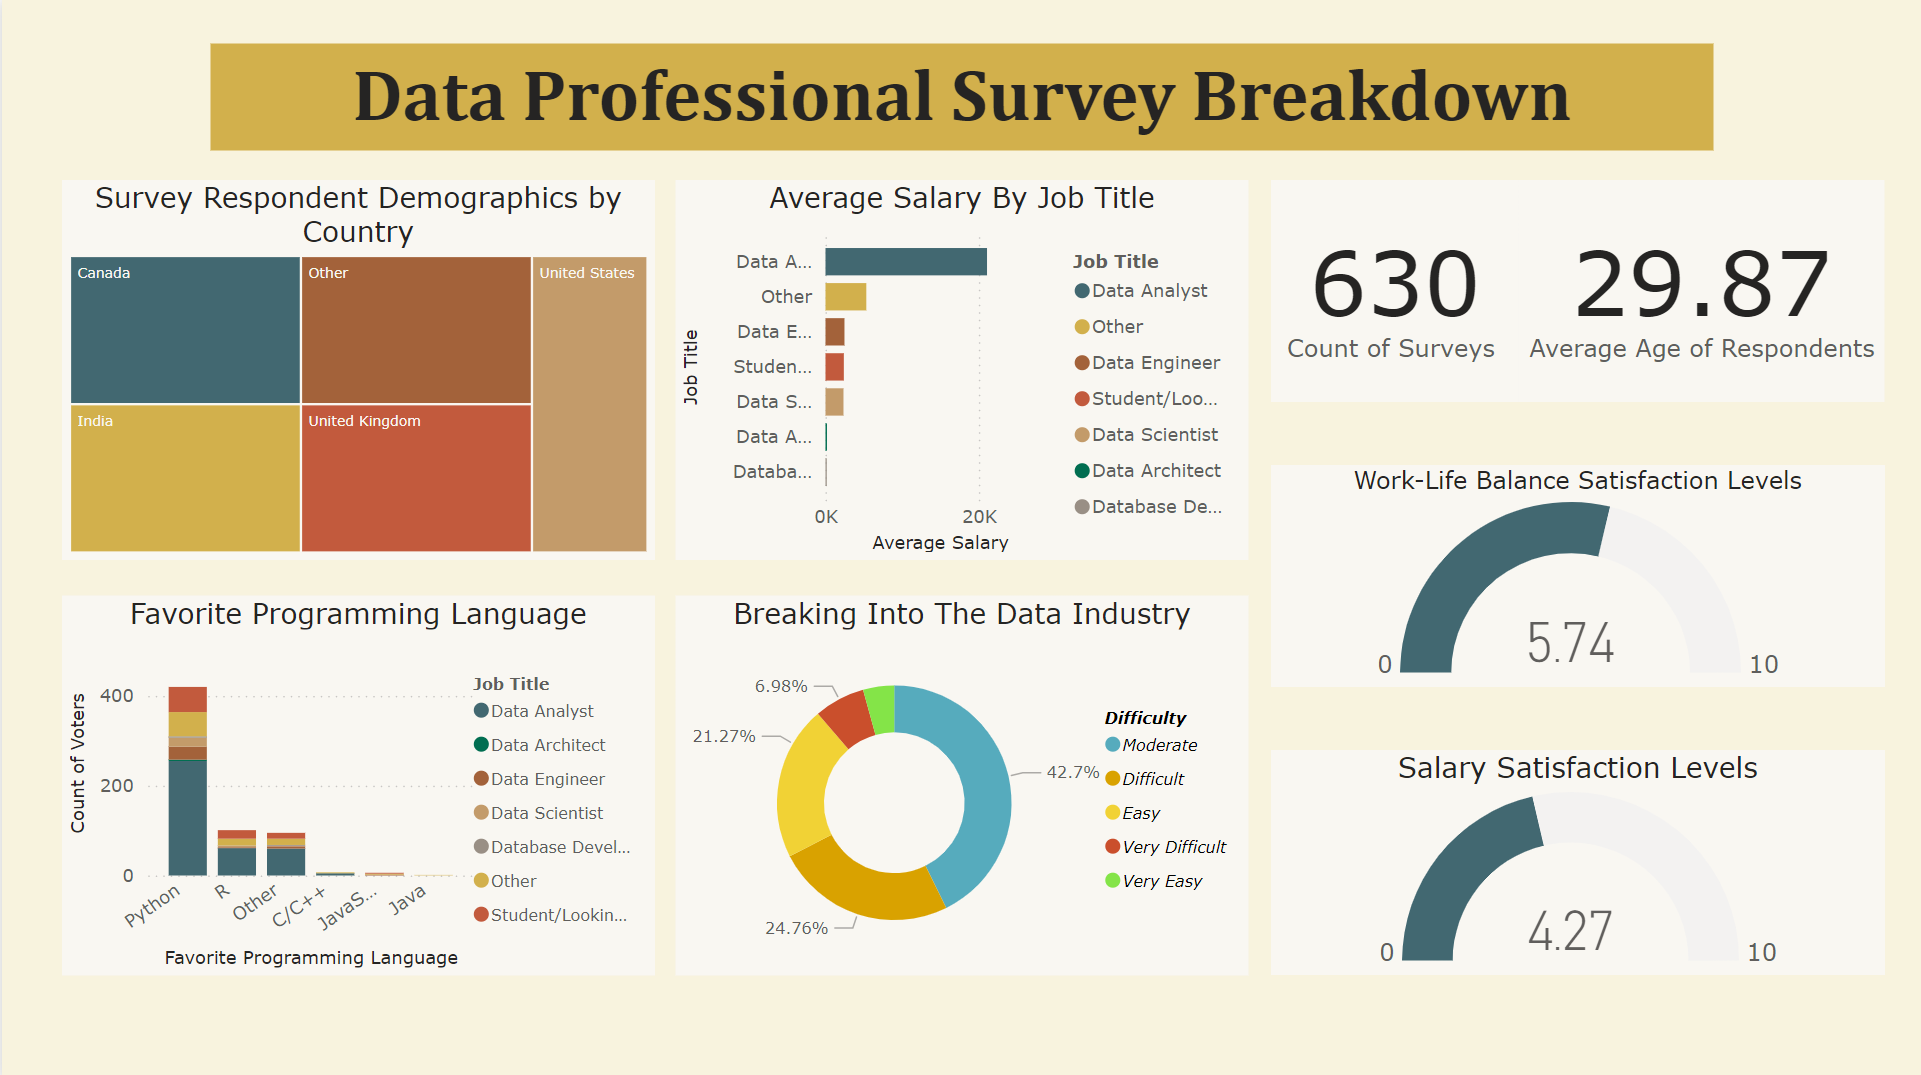 Data Professional Survey Breakdown
Survey Respondent Demographics by
Country
Canada
Other
United States
India
United Kingdom
Average Salary By Job Title
Job Title
Data A...
Other
Data E...
Studen...
Data S...
Data A...
Databa...
0K
20K
Average Salary
Job Title
Data Analyst
Other
Data Engineer
Student/Loo...
Data Scientist
Data Architect
Database De...
630
Count of Surveys
29.87
Average Age of Respondents
Work-Life Balance Satisfaction Levels
0
5.74
10
Favorite Programming Language
Count of Voters
400
200
0
Python
R
Other
C/C++
JavaS...
Java
Favorite Programming Language
Job Title
Data Analyst
Data Architect
Data Engineer
Data Scientist
Database Devel...
Other
Student/Lookin...
Breaking Into The Data Industry
6.98%
21.27%
42.7%
24.76%
Difficulty
Moderate
Difficult
Easy
Very Difficult
Very Easy
Salary Satisfaction Levels
0
4.27
10